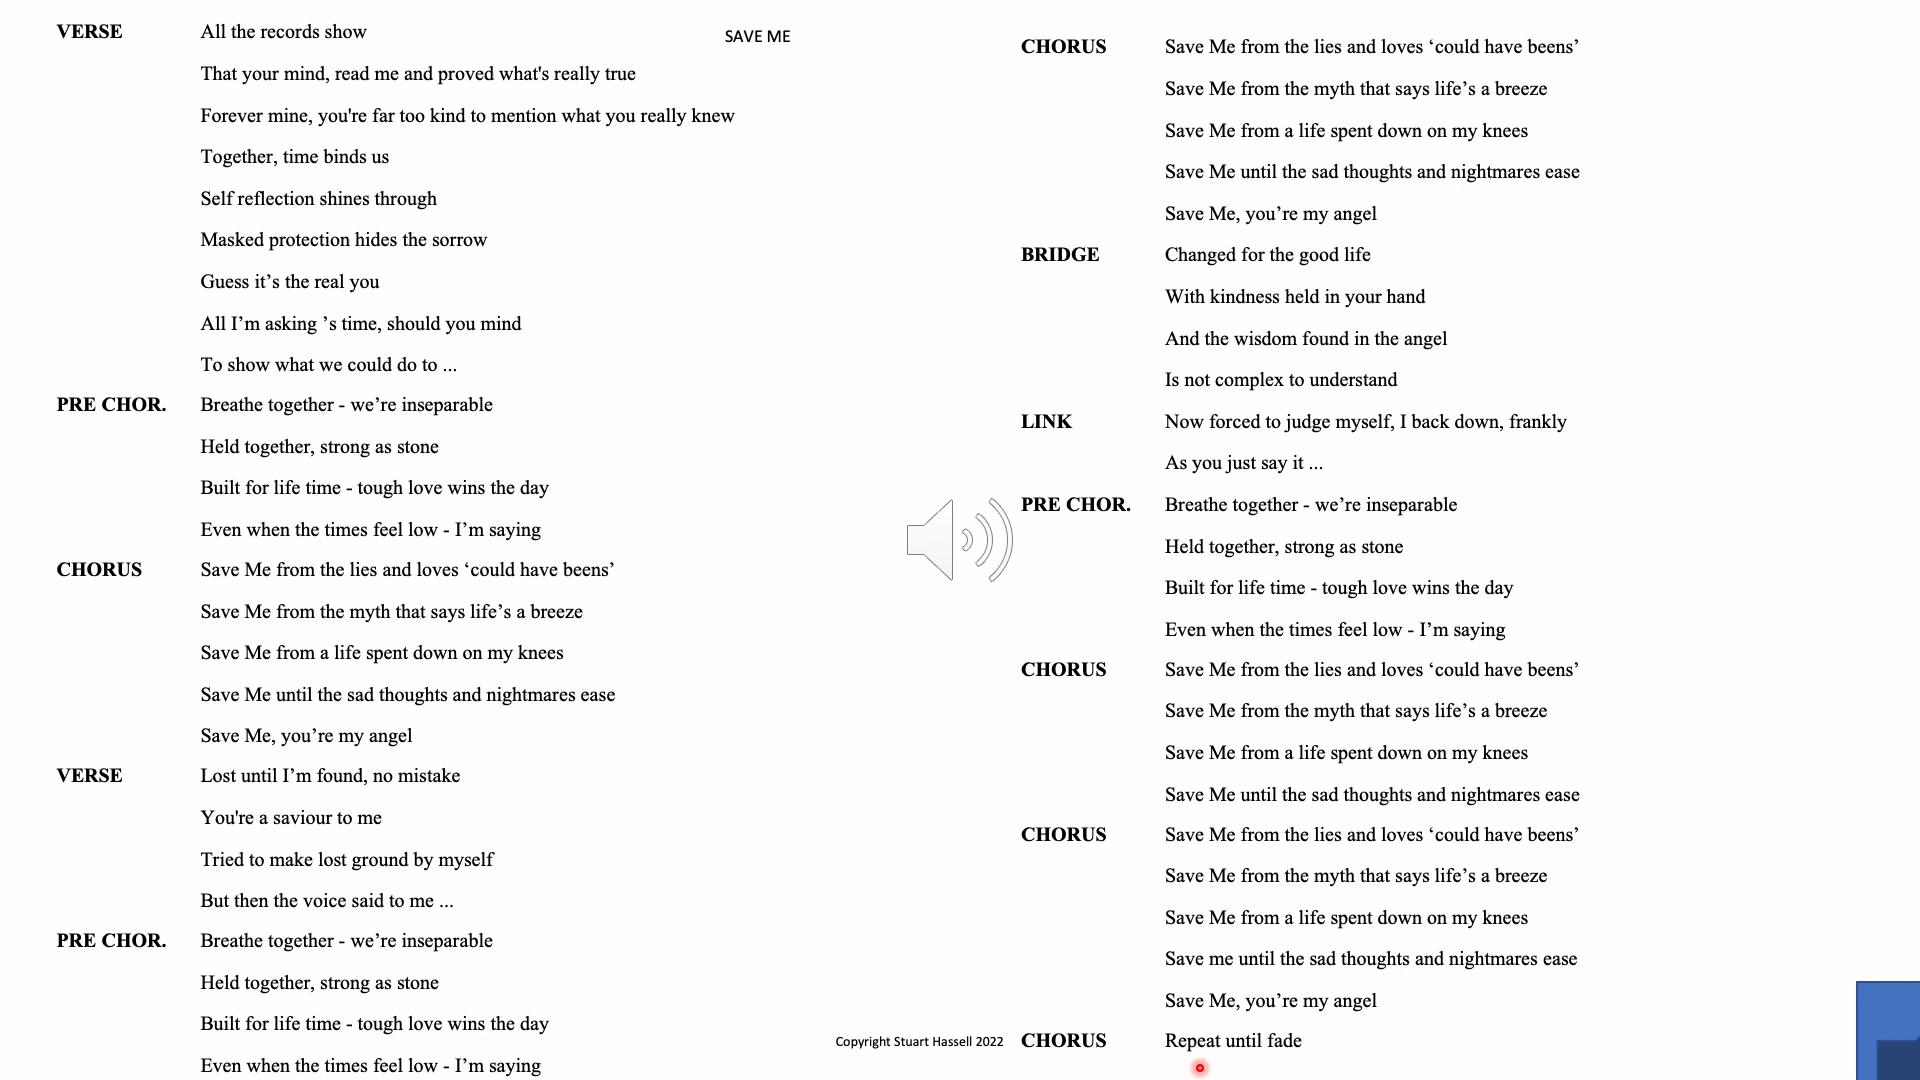 SAVE ME
VERSE All the records show
That your mind, read me and proved what's really true
Forever mine, you're far too kind to mention what you really knew
Together, time binds us
Self reflection shines through
Masked protection hides the sorrow
Guess it’s the real you
All I’m asking ’s time, should you mind
To show what we could do to ...
PRE CHOR. Breathe together - we’re inseparable
Held together, strong as stone
Built for life time - tough love wins the day
Even when the times feel low - I’m saying
CHORUS Save Me from the lies and loves ‘could have beens’
Save Me from the myth that says life’s a breeze
Save Me from a life spent down on my knees
Save Me until the sad thoughts and nightmares ease
Save Me, you’re my angel
VERSE Lost until I’m found, no mistake
You're a saviour to me
Tried to make lost ground by myself
But then the voice said to me ...
PRE CHOR. Breathe together - we’re inseparable
Held together, strong as stone
Built for life time - tough love wins the day
Even when the times feel low - I’m saying
CHORUS Save Me from the lies and loves ‘could have beens’
Save Me from the myth that says life’s a breeze
Save Me from a life spent down on my knees
Save Me until the sad thoughts and nightmares ease
Save Me, you’re my angel
BRIDGE Changed for the good life
With kindness held in your hand
And the wisdom found in the angel
Is not complex to understand
LINK Now forced to judge myself, I back down, frankly
As you just say it ...
PRE CHOR. Breathe together - we’re inseparable
Held together, strong as stone
Built for life time - tough love wins the day
Even when the times feel low - I’m saying
CHORUS Save Me from the lies and loves ‘could have beens’
Save Me from the myth that says life’s a breeze
Save Me from a life spent down on my knees
Save Me until the sad thoughts and nightmares ease
CHORUS Save Me from the lies and loves ‘could have beens’
Save Me from the myth that says life’s a breeze
Save Me from a life spent down on my knees
Save me until the sad thoughts and nightmares ease
Save Me, you’re my angel
CHORUS Repeat until fade
Copyright Stuart Hassell 2022